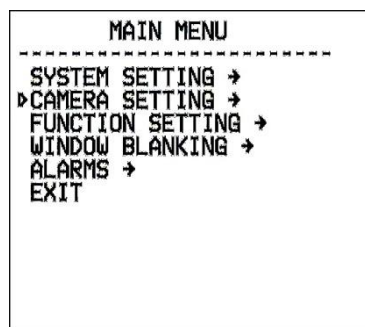 MAIN MENU
SYSTEM SETTING →
CAMERA SETTING →
FUNCTION SETTING →
WINDOW BLANKING →
ALARMS →
EXIT